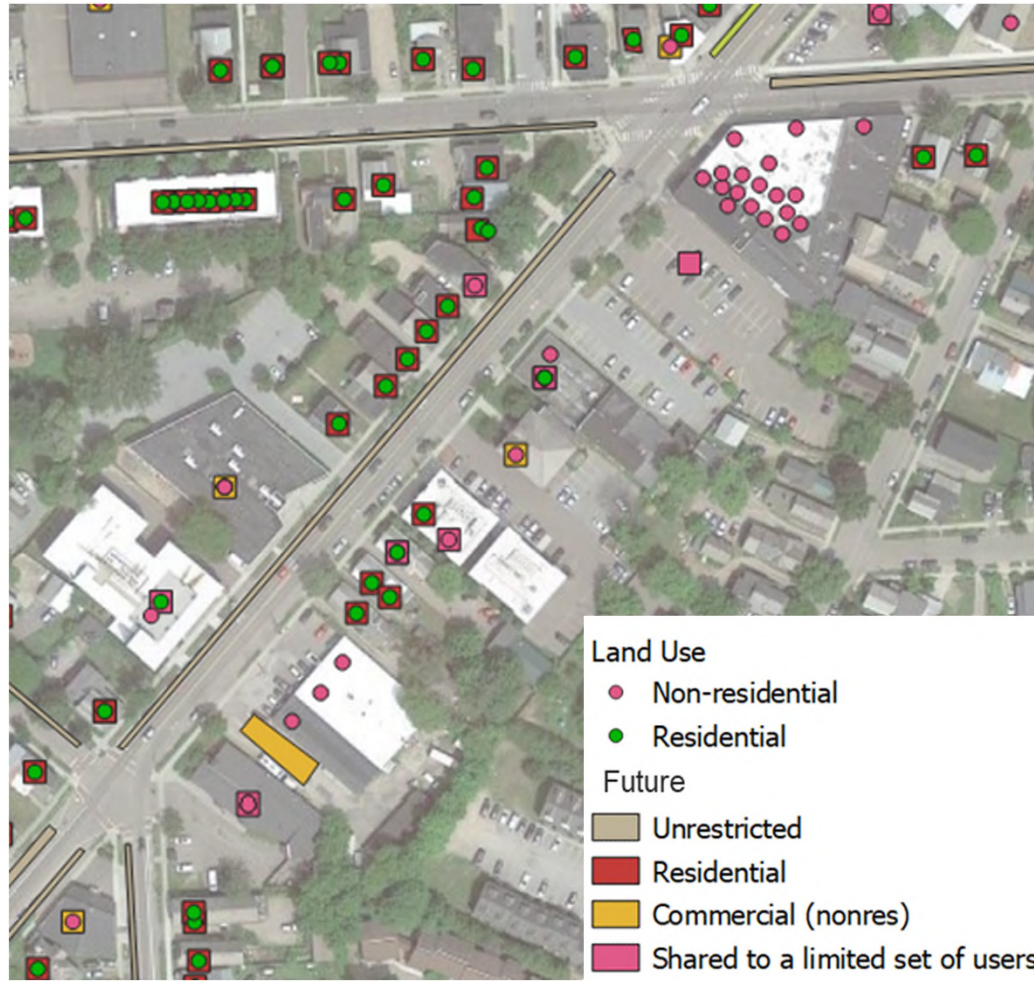 Land Use
Non-residential
Residential
Future
Unrestricted
Residential
Commercial (nonres)
Shared to a limited set of users